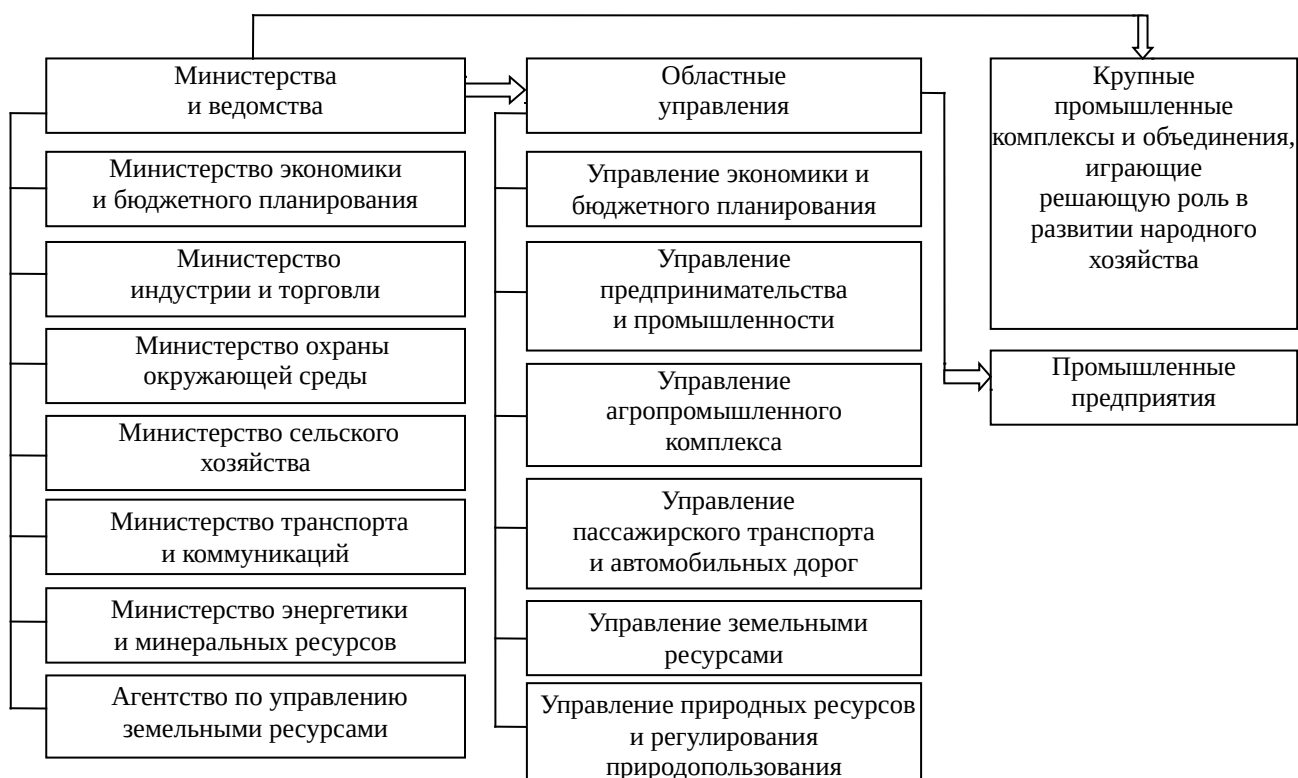 Министерства
и ведомства
Министерство экономики
и бюджетного планирования
Министерство
индустрии и торговли
Министерство охраны
окружающей среды
Министерство сельского
хозяйства
Министерство транспорта
и коммуникаций
Министерство энергетики
и минеральных ресурсов
Агентство по управлению
земельными ресурсами
Областные
управления
Управление экономики и
бюджетного планирования
Управление
предпринимательства
и промышленности
Управление
агропромышленного
комплекса
Управление
пассажирского транспорта
и автомобильных дорог
Управление земельными
ресурсами
Управление природных ресурсов
и регулирования
природопользования
Крупные
промышленные
комплексы и объединения,
играющие
решающую роль в
развитии народного
хозяйства
Промышленные
предприятия